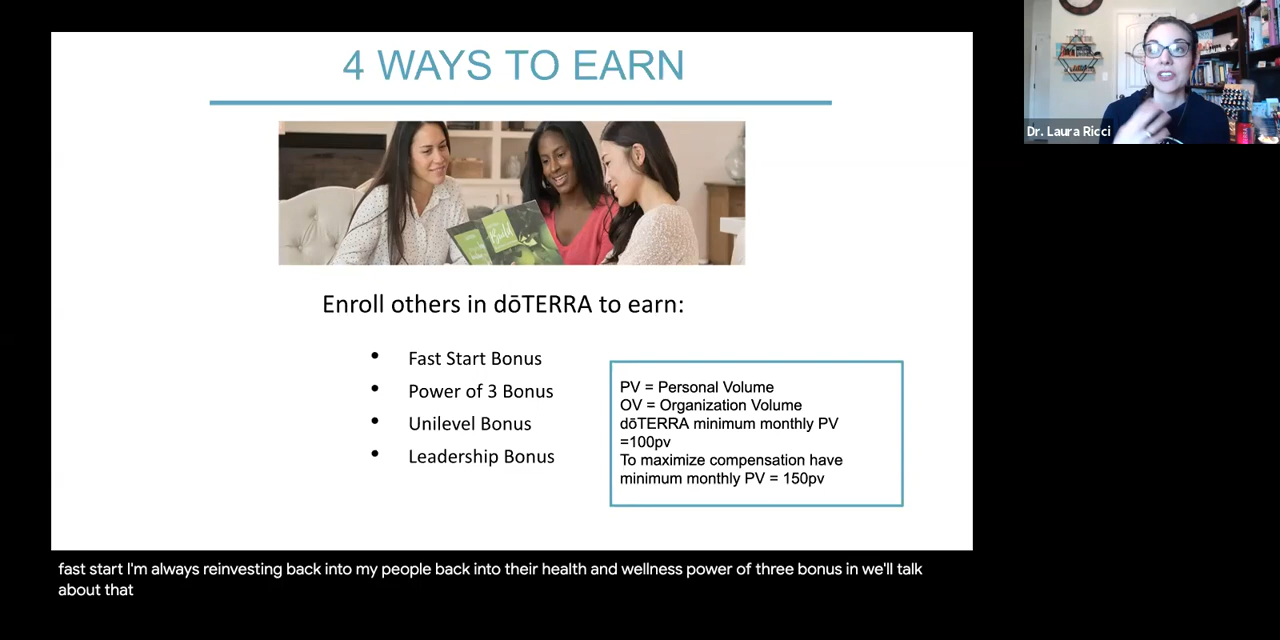 4 WAYS TO EARN
Dr. Laura Ricci
Build
Enroll others in dōTERRA to earn:
• Fast Start Bonus
• Power of 3 Bonus
• Unilevel Bonus
• Leadership Bonus
PV = Personal Volume
OV = Organization Volume
dōTERRA minimum monthly PV
=100pv
To maximize compensation have
minimum monthly PV = 150pv
fast start I'm always reinvesting back into my people back into their health and wellness power of three bonus in we'll talk
about that